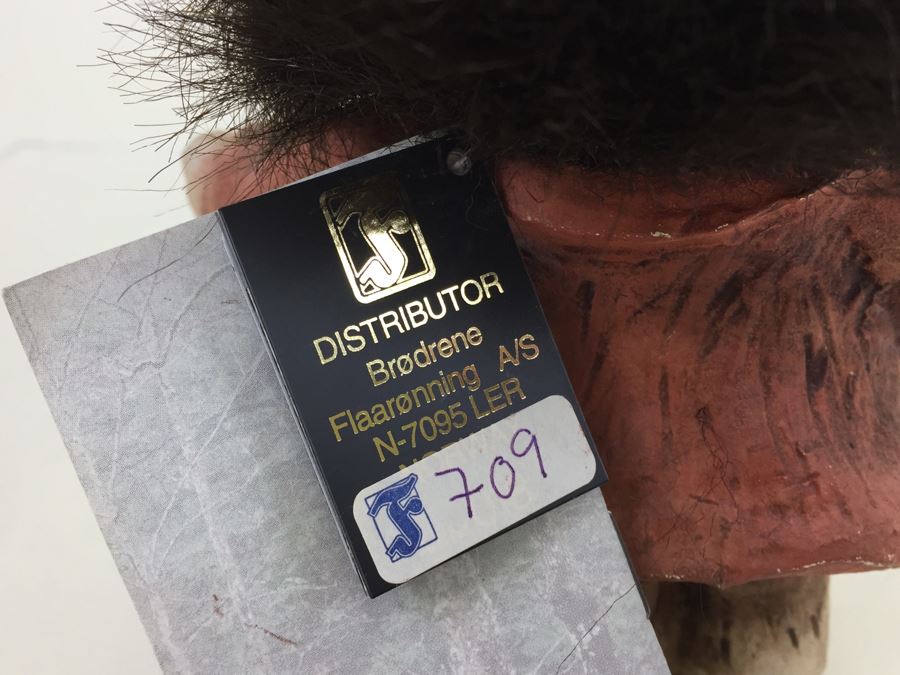 DISTRIBUTOR
Brødrene
Flaarønning A/S
N-7095 LER
709